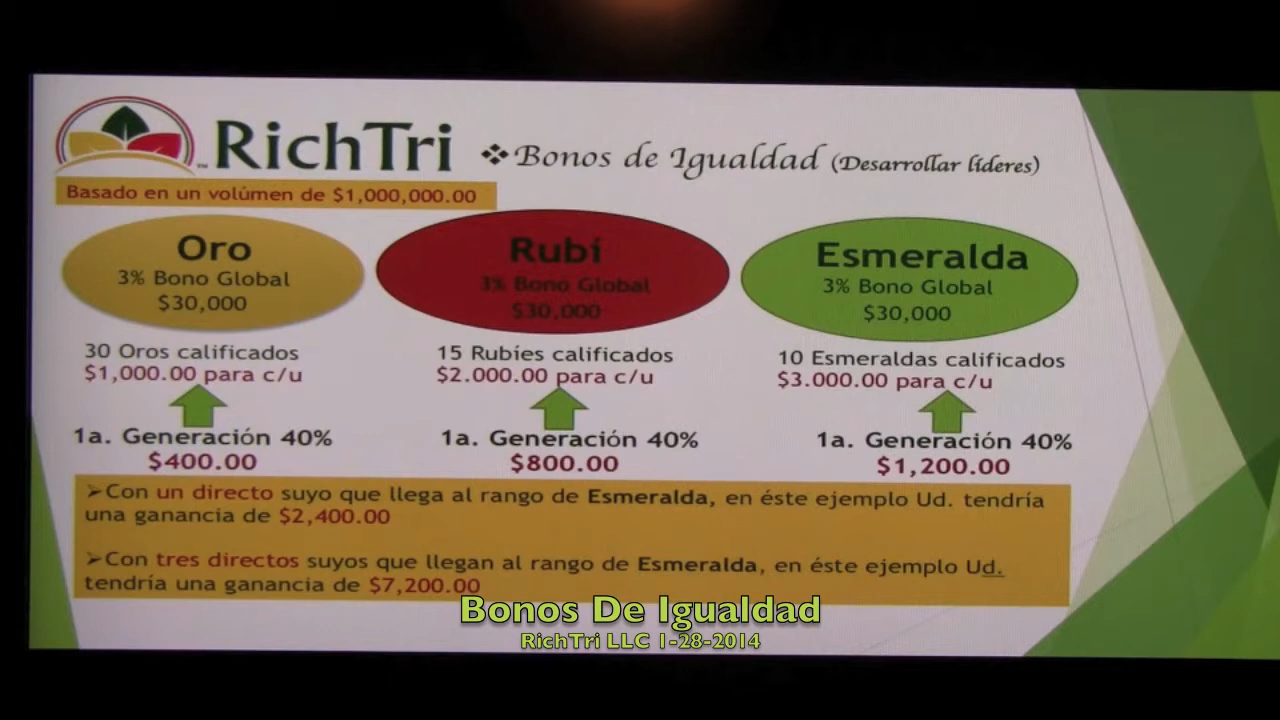 RichTri
™
❖Bonos de Igualdad (Desarrollar líderes)
Basado en un volúmen de $1,000,000.00
Oro
3% Bono Global
$30,000
Rubí
3% Bono Global
$30,000
Esmeralda
3% Bono Global
$30,000
30 Oros calificados
$1,000.00 para c/u
15 Rubíes calificados
$2.000.00 para c/u
10 Esmeraldas calificados
$3.000.00 para c/u
1a. Generación 40%
$400.00
1a. Generación 40%
$800.00
1a. Generación 40%
$1,200.00
➢Con un directo suyo que llega al rango de Esmeralda, en éste ejemplo Ud. tendría
una ganancia de $2,400.00
➢Con tres directos suyos que llegan al rango de Esmeralda, en éste ejemplo Ud.
tendría una ganancia de $7,200.00
Bonos De Igualdad
RichTri LLC 1-28-2014